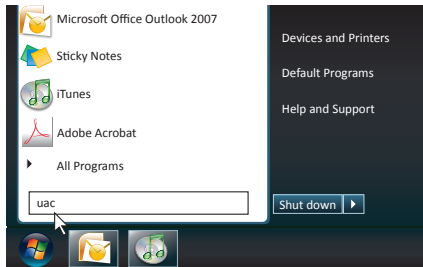 Microsoft Office Outlook 2007
Sticky Notes
iTunes
Adobe Acrobat
All Programs
uac
Devices and Printers
Default Programs
Help and Support
Shut down